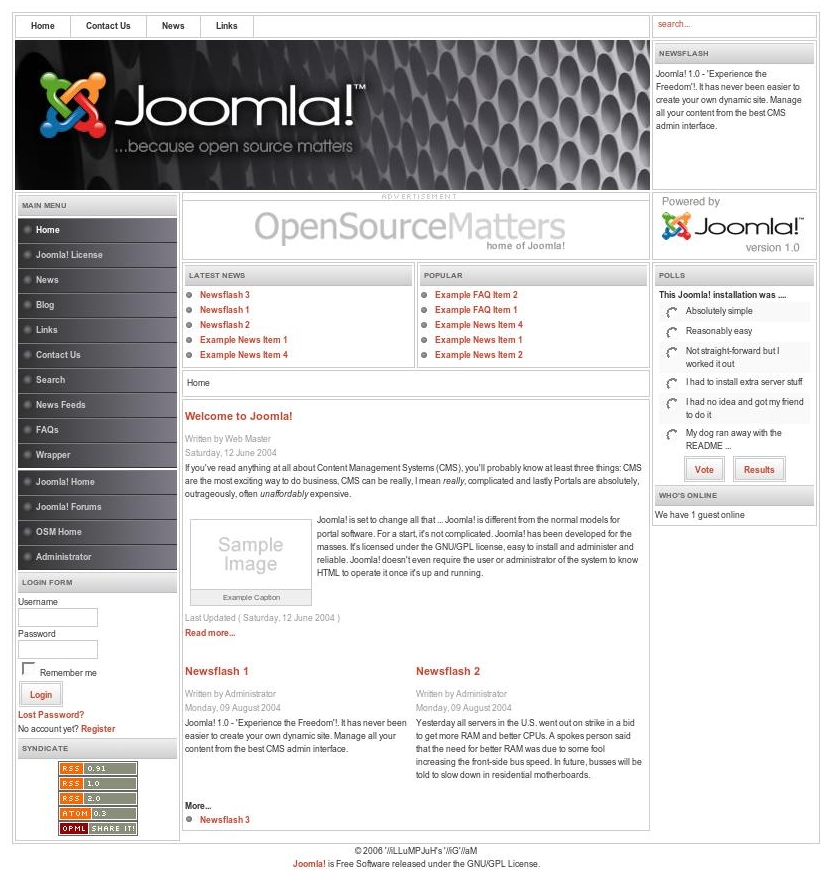 Home Contact Us News Links
search...
Joomla!™
...because open source matters
NEWSFLASH
Joomla! 1.0 - 'Experience the
Freedom'!. It has never been easier to
create your own dynamic site. Manage
all your content from the best CMS
admin interface.
MAIN MENU
Home
Joomla! License
News
Blog
Links
Contact Us
Search
News Feeds
FAQs
Wrapper
Joomla! Home
Joomla! Forums
OSM Home
Administrator
LOGIN FORM
Username
Password
Remember me
Login
Lost Password?
No account yet? Register
SYNDICATE
RSS 0.91
RSS 1.0
RSS 2.0
ATOM 0.3
OPML SHARE IT!
ADVERTISEMENT
OpenSourceMatters
home of Joomla!
LATEST NEWS
Newsflash 3
Newsflash 1
Newsflash 2
Example News Item 1
Example News Item 4
POPULAR
Example FAQ Item 2
Example FAQ Item 1
Example News Item 4
Example News Item 1
Example News Item 2
Home
Welcome to Joomla!
Written by Web Master
Saturday, 12 June 2004
If you've read anything at all about Content Management Systems (CMS), you'll probably know at least three things: CMS
are the most exciting way to do business, CMS can be really, I mean really, complicated and lastly Portals are absolutely,
outrageously, often unaffordably expensive.
Sample
Image
Example Caption
Joomla! is set to change all that ... Joomla! is different from the normal models for
portal software. For a start, it's not complicated. Joomla! has been developed for the
masses. It's licensed under the GNU/GPL license, easy to install and administer and
reliable. Joomla! doesn't even require the user or administrator of the system to know
HTML to operate it once it's up and running.
Last Updated ( Saturday, 12 June 2004 )
Read more...
Newsflash 1
Written by Administrator
Monday, 09 August 2004
Joomla! 1.0 - 'Experience the Freedom'!. It has never been
easier to create your own dynamic site. Manage all your
content from the best CMS admin interface.
Newsflash 2
Written by Administrator
Monday, 09 August 2004
Yesterday all servers in the U.S. went out on strike in a bid
to get more RAM and better CPUs. A spokes person said
that the need for better RAM was due to some fool
increasing the front-side bus speed. In future, busses will be
told to slow down in residential motherboards.
More...
Newsflash 3
Powered by
Joomla!™
version 1.0
POLLS
This Joomla! installation was ....
Absolutely simple
Reasonably easy
Not straight-forward but I
worked it out
I had to install extra server stuff
I had no idea and got my friend
to do it
My dog ran away with the
README ...
Vote Results
WHO'S ONLINE
We have 1 guest online
© 2006 '//iLLuMPJuH's '//iG'//aM
Joomla! is Free Software released under the GNU/GPL License.